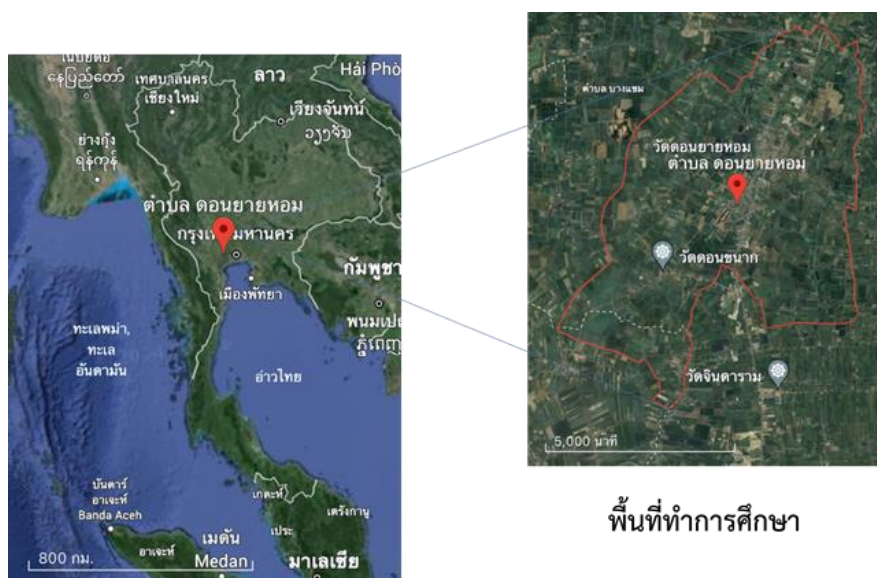 เนปยีดอ
နေပြည်တော်
เทศบาลนคร
เชียงใหม่
ลาว
Hải Phò
เวียงจันทน์
ວຽງຈັນ
ย่างกุ้ง
ရန်ကုန်
ตำบล ดอนยายหอม
กรุงเทพมหานคร
เมืองพัทยา
กัมพูชา
พนมเปญ
ភ្នំពេញ
ทะเลพม่า,
ทะเล
อันดามัน
อ่าวไทย
บันดาร์
อาเจะห์
Banda Aceh
อาเจะห์
เมดัน
Medan
เกดะห์
เประ
ตรังกานู
มาเลเซีย
800 กม.
ตำบล บางแขม
วัดดอนยายหอม
ตำบล ดอนยายหอม
วัดดอนขนาก
วัดจินดาราม
5,000 นาที
พื้นที่ทำการศึกษา